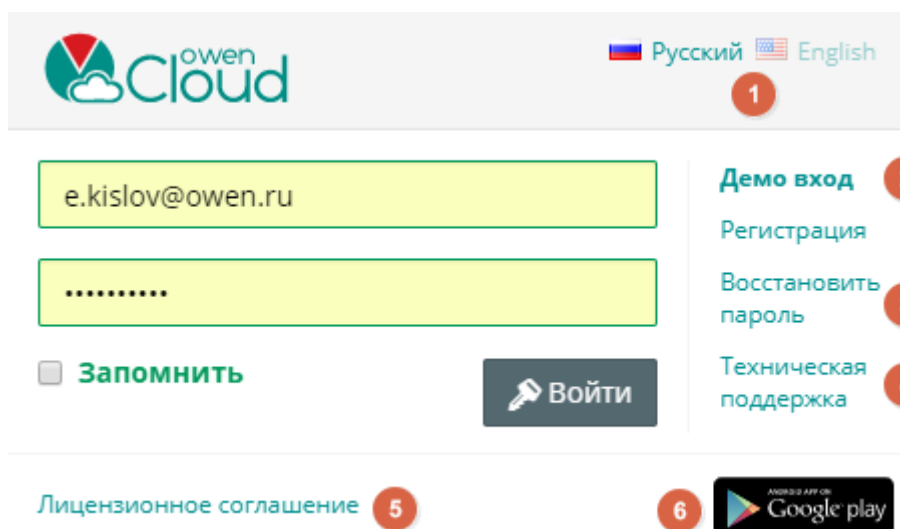 owen
Cloud
Русский English
1
e.kislov@owen.ru
••••••••••
Запомнить
Войти
Демо вход
Регистрация
Восстановить
пароль
Техническая
поддержка
Лицензионное соглашение 5
6
ANDROID APP ON
Google play